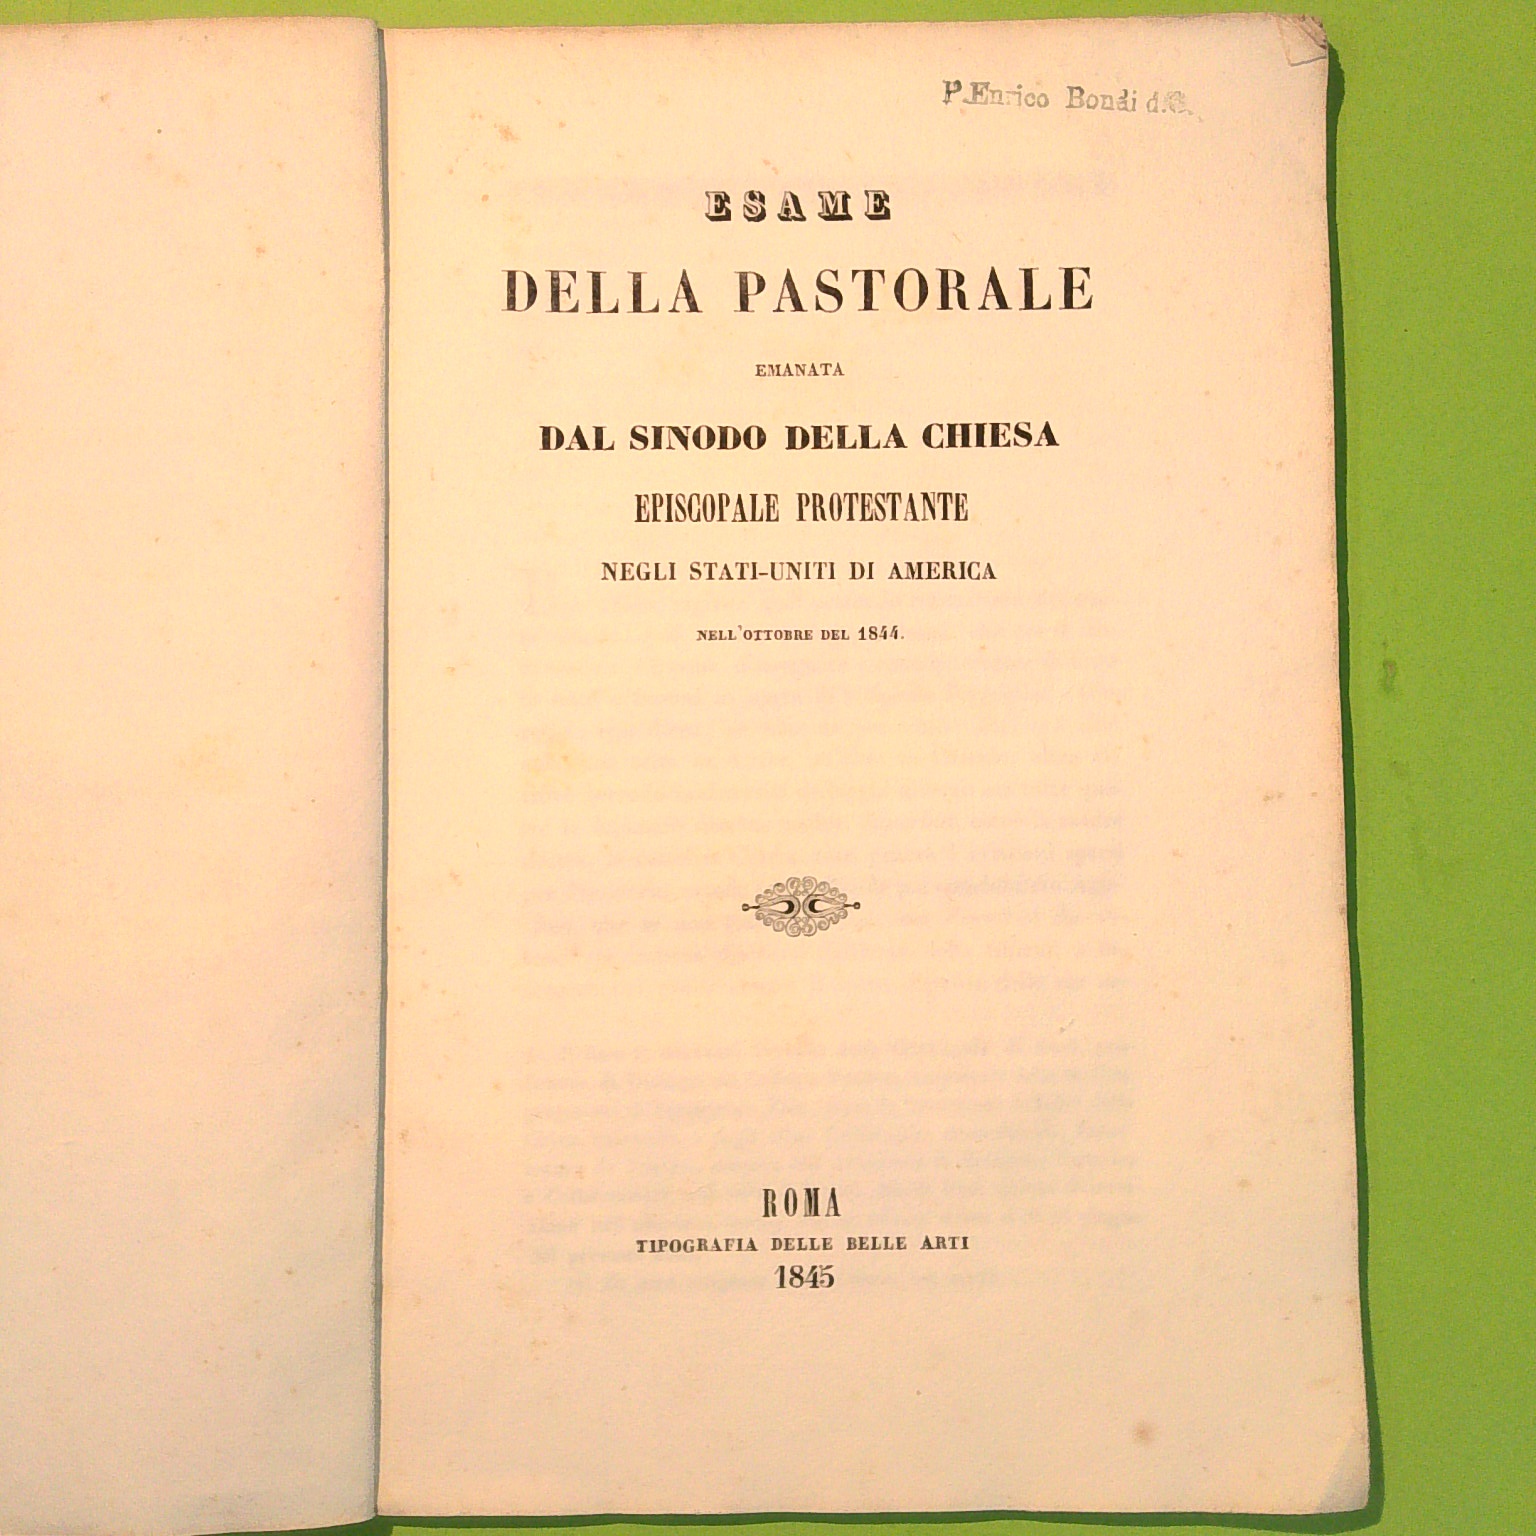 P. Enrico Bondi d.C.
ESAME
DELLA PASTORALE
EMANATA
DAL SINODO DELLA CHIESA
EPISCOPALE PROTESTANTE
NEGLI STATI-UNITI DI AMERICA
NELL'OTTOBRE DEL 1844.
ROMA
TIPOGRAFIA DELLE BELLE ARTI
1845